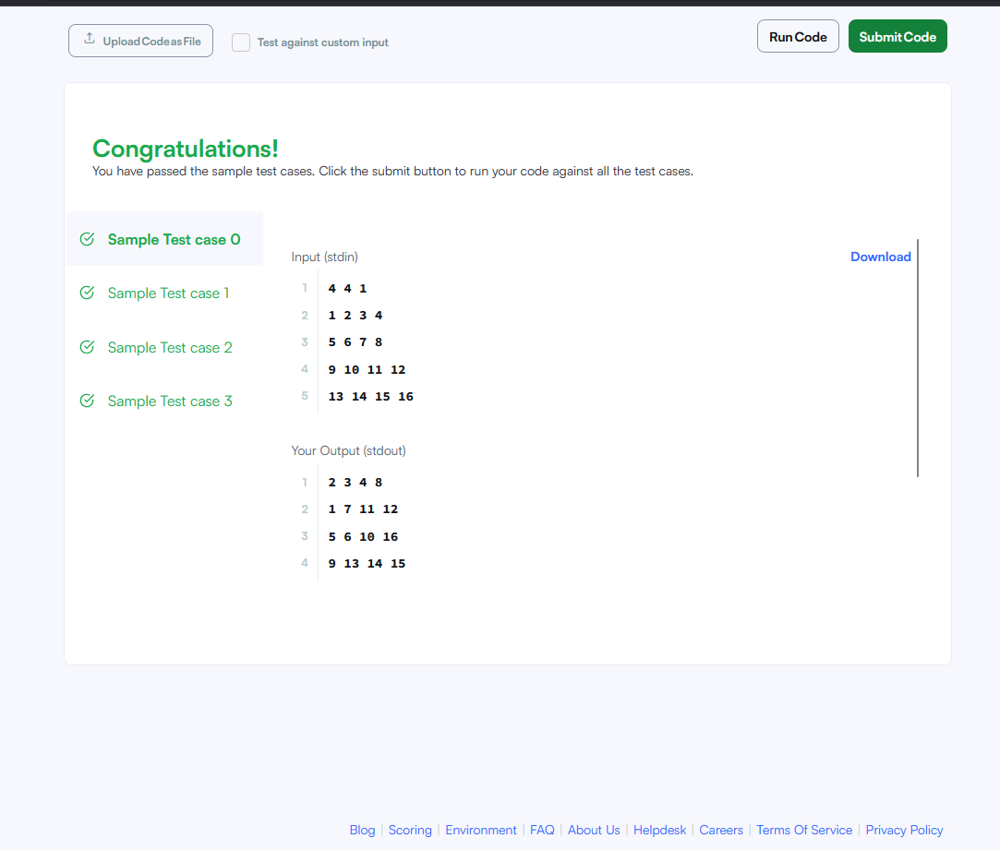 Upload Code as File
Test against custom input
Run Code
Submit Code
Congratulations!
You have passed the sample test cases. Click the submit button to run your code against all the test cases.
Sample Test case 0
Sample Test case 1
Sample Test case 2
Sample Test case 3
Input (stdin)
Download
1 4 4 1
2 1 2 3 4
3 5 6 7 8
4 9 10 11 12
5 13 14 15 16
Your Output (stdout)
1 2 3 4 8
2 1 7 11 12
3 5 6 10 16
4 9 13 14 15
Blog | Scoring | Environment | FAQ | About Us | Helpdesk | Careers | Terms Of Service | Privacy Policy